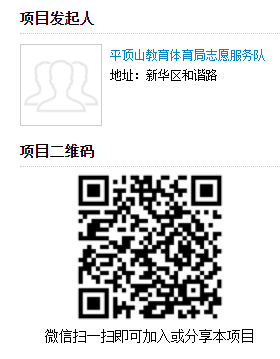 项目发起人
平顶山教育体育局志愿服务队
地址：新华区和谐路
项目二维码
微信扫一扫即可加入或分享本项目